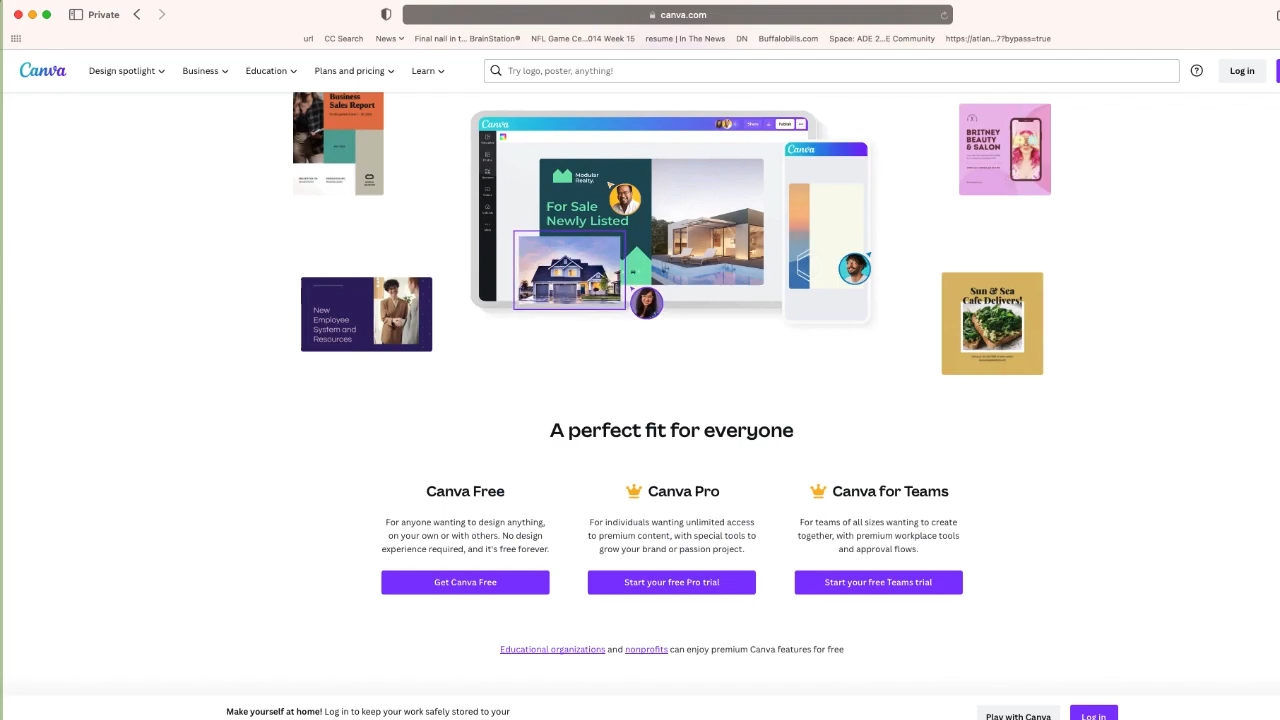 Private
canva.com
url CC Search News Final nail in t... BrainStation® NFL Game Ce...014 Week 15 resume | In The News DN Buffalobills.com Space: ADE 2...E Community https://atlan...7?bypass=true
Canva Design spotlight Business Education Plans and pricing Learn Try logo, poster, anything! Log in
Business
Sales Report
Canva Share Publish
Modular
Realty.
For Sale
Newly Listed
Canva
BRITNEY
BEAUTY
& SALON
New
Employee
System and
Resources
Sun & Sea
Cafe Delivers!
A perfect fit for everyone
Canva Free Canva Pro Canva for Teams
For anyone wanting to design anything, For individuals wanting unlimited access For teams of all sizes wanting to create
on your own or with others. No design to premium content, with special tools to together, with premium workplace tools
experience required, and it's free forever. grow your brand or passion project. and approval flows.
Get Canva Free Start your free Pro trial Start your free Teams trial
Educational organizations and nonprofits can enjoy premium Canva features for free
Make yourself at home! Log in to keep your work safely stored to your
Play with Canva Log in